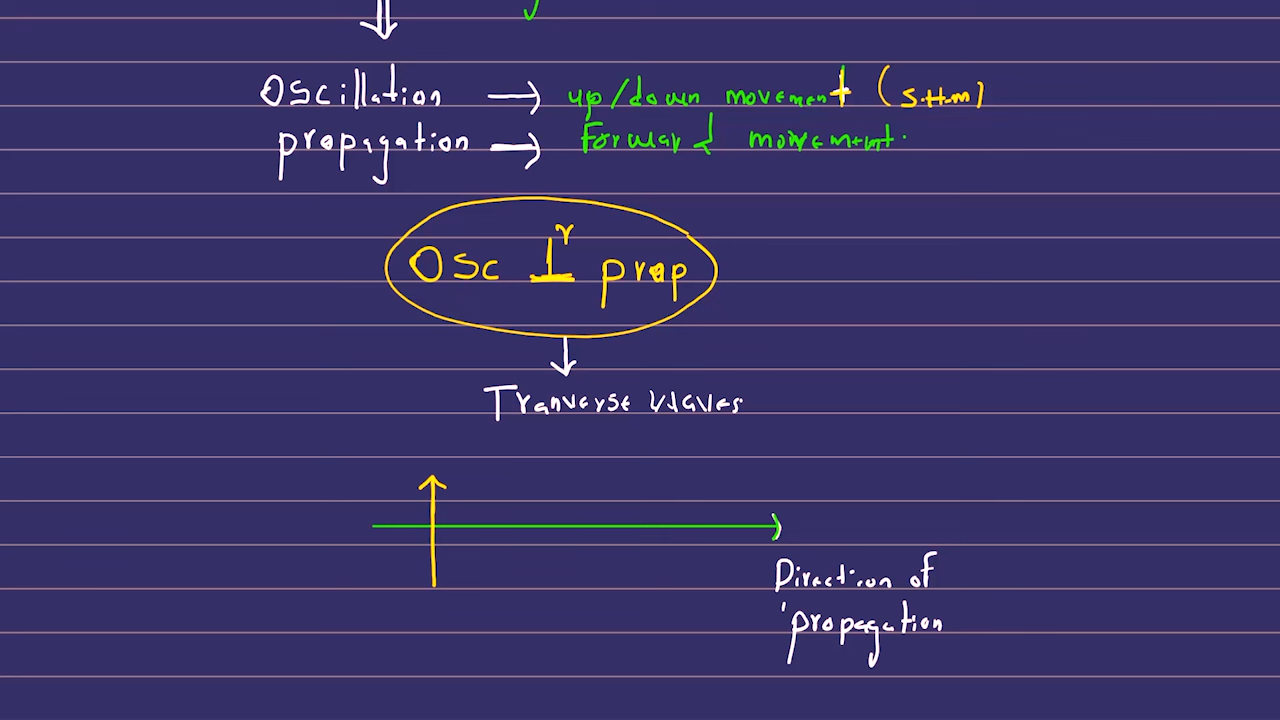 Oscillation → up/down movement (S.H.m)
propagation → forward movement.
Osc ⊥r prop
Tranverse waves
Direction of
propagation